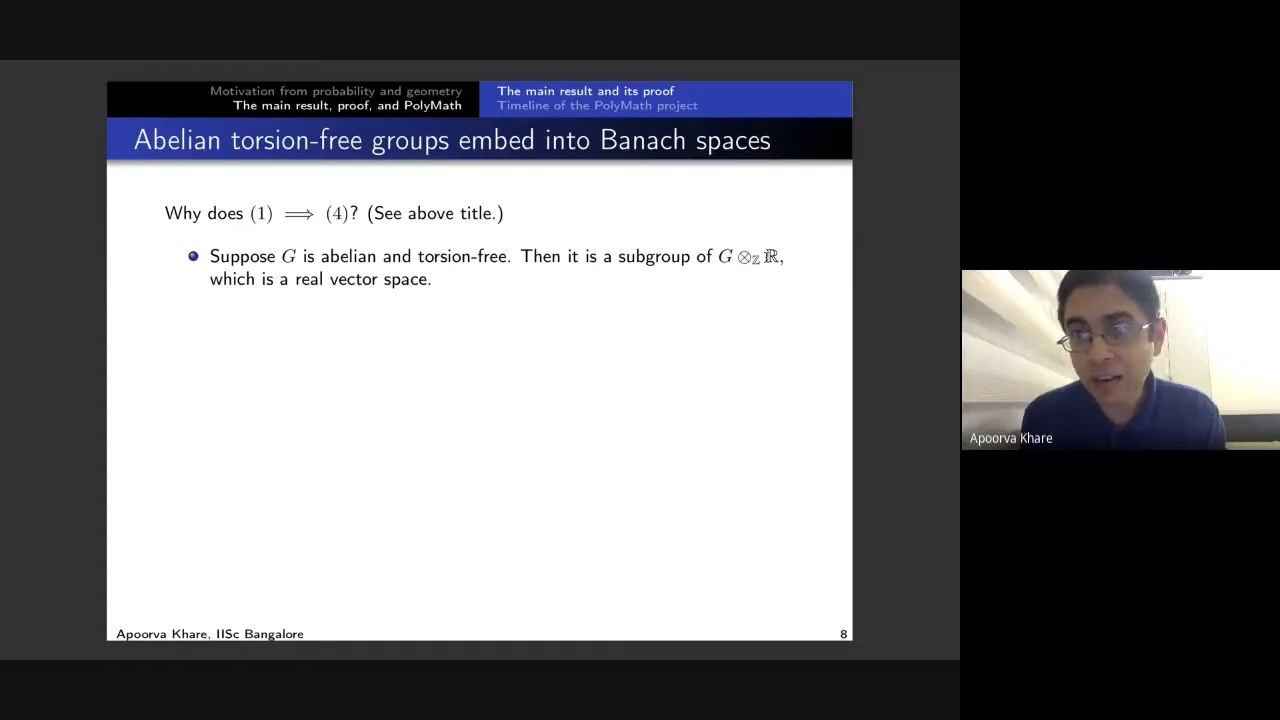 Motivation from probability and geometry
The main result, proof, and PolyMath
The main result and its proof
Timeline of the PolyMath project
Abelian torsion-free groups embed into Banach spaces
Why does (1) ⟹ (4)? (See above title.)
Suppose G is abelian and torsion-free. Then it is a subgroup of G ⊗ℤ ℝ,
which is a real vector space.
Apoorva Khare, IISc Bangalore
8
Apoorva Khare